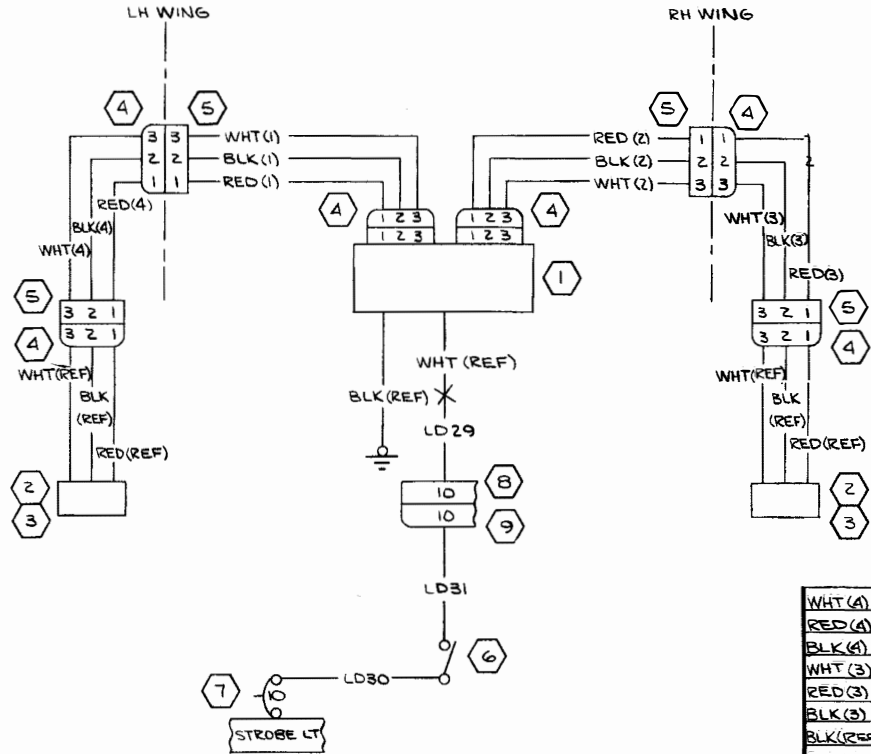 LH WING
RH WING
4 5
5 4
3 3 WHT(1)
2 2 BLK(1)
1 1 RED(1)
RED(2) 1 1
BLK(2) 2 2 2
WHT(2) 3 3
RED(4)
BLK(4)
WHT(4)
4 1 2 3 1 2 3 4
1 2 3 1 2 3
1
WHT(3)
BLK(3)
RED(3)
5 3 2 1
4 3 2 1
3 2 1 5
3 2 1 4
WHT(REF)
BLK
(REF)
RED(REF)
WHT(REF)
BLK(REF)
LD29
WHT(REF)
BLK
(REF)
RED(REF)
2
3
10 8
10 9
2
3
LD31
6
LD30
7 10
STROBE LT
WHT(4)
RED(4)
BLK(4)
WHT(3)
RED(3)
BLK(3)
BLK(REF